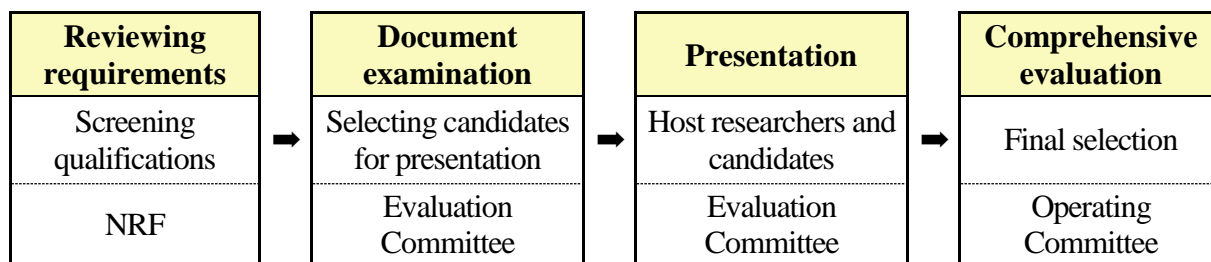 Reviewing
requirements
Screening
qualifications
NRF
➡
Document
examination
Selecting candidates
for presentation
Evaluation
Committee
➡
Presentation
Host researchers and
candidates
Evaluation
Committee
➡
Comprehensive
evaluation
Final selection
Operating
Committee